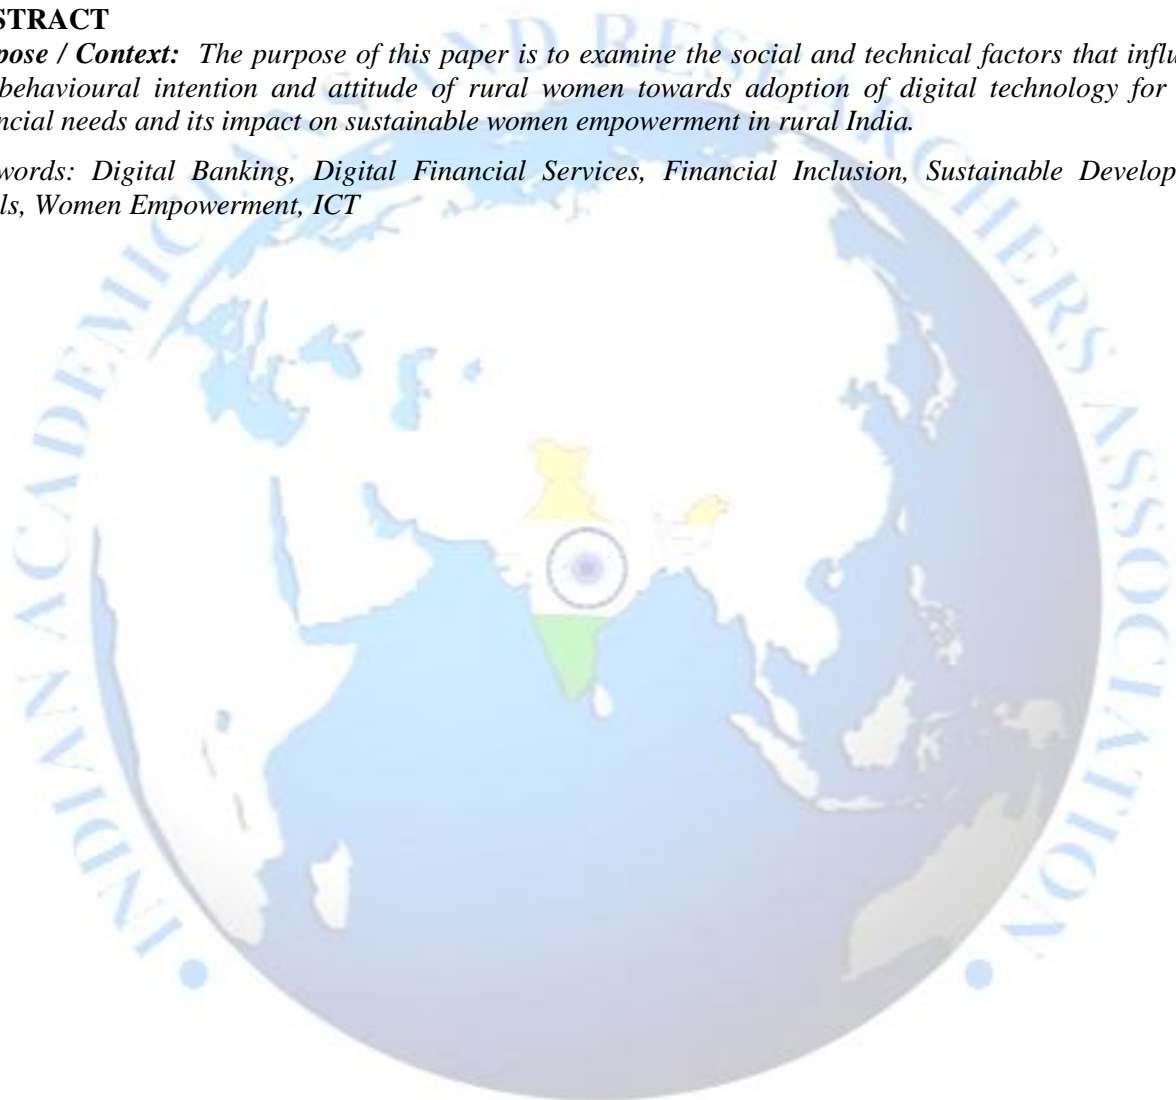 STRACT
pose / Context: The purpose of this paper is to examine the social and technical factors that influ
behavioural intention and attitude of rural women towards adoption of digital technology for
ncial needs and its impact on sustainable women empowerment in rural India.
words: Digital Banking, Digital Financial Services, Financial Inclusion, Sustainable Develop
ls, Women Empowerment, ICT
INDIAN ACADEMICIANS AND RESEARCHERS ASSOCIATION